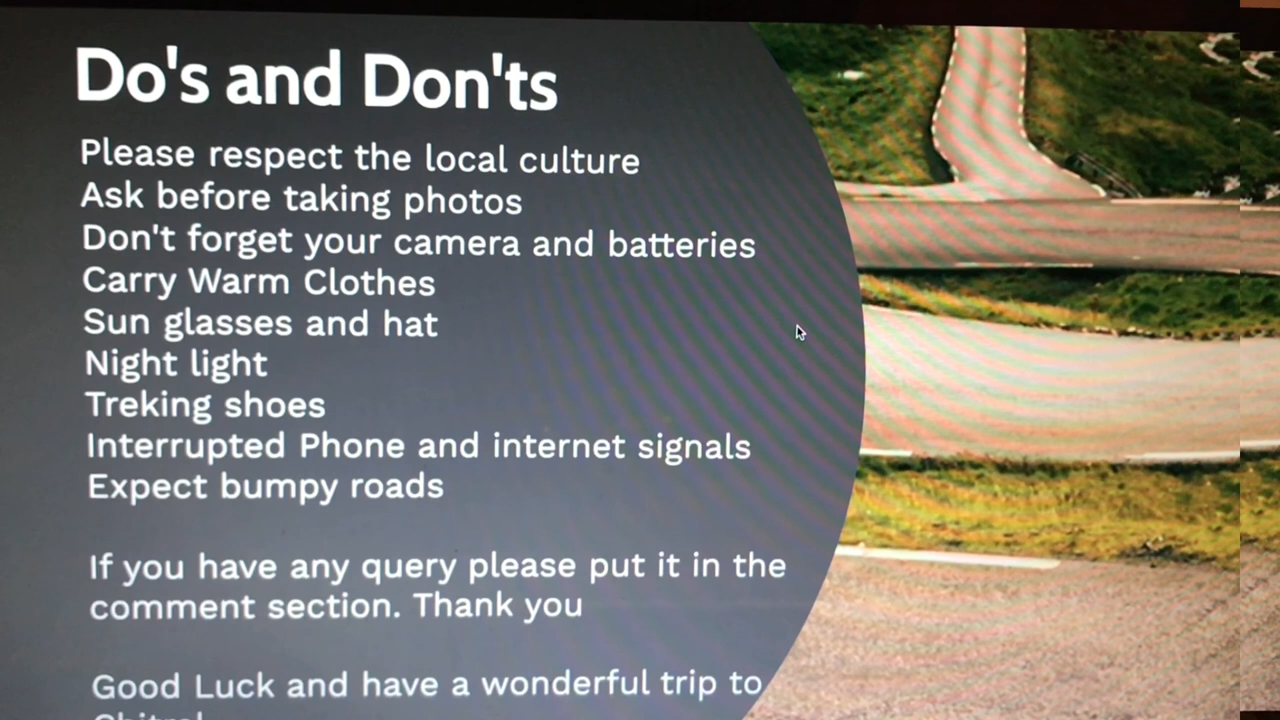 Do's and Don'ts
Please respect the local culture
Ask before taking photos
Don't forget your camera and batteries
Carry Warm Clothes
Sun glasses and hat
Night light
Treking shoes
Interrupted Phone and internet signals
Expect bumpy roads
If you have any query please put it in the
comment section. Thank you
Good Luck and have a wonderful trip to